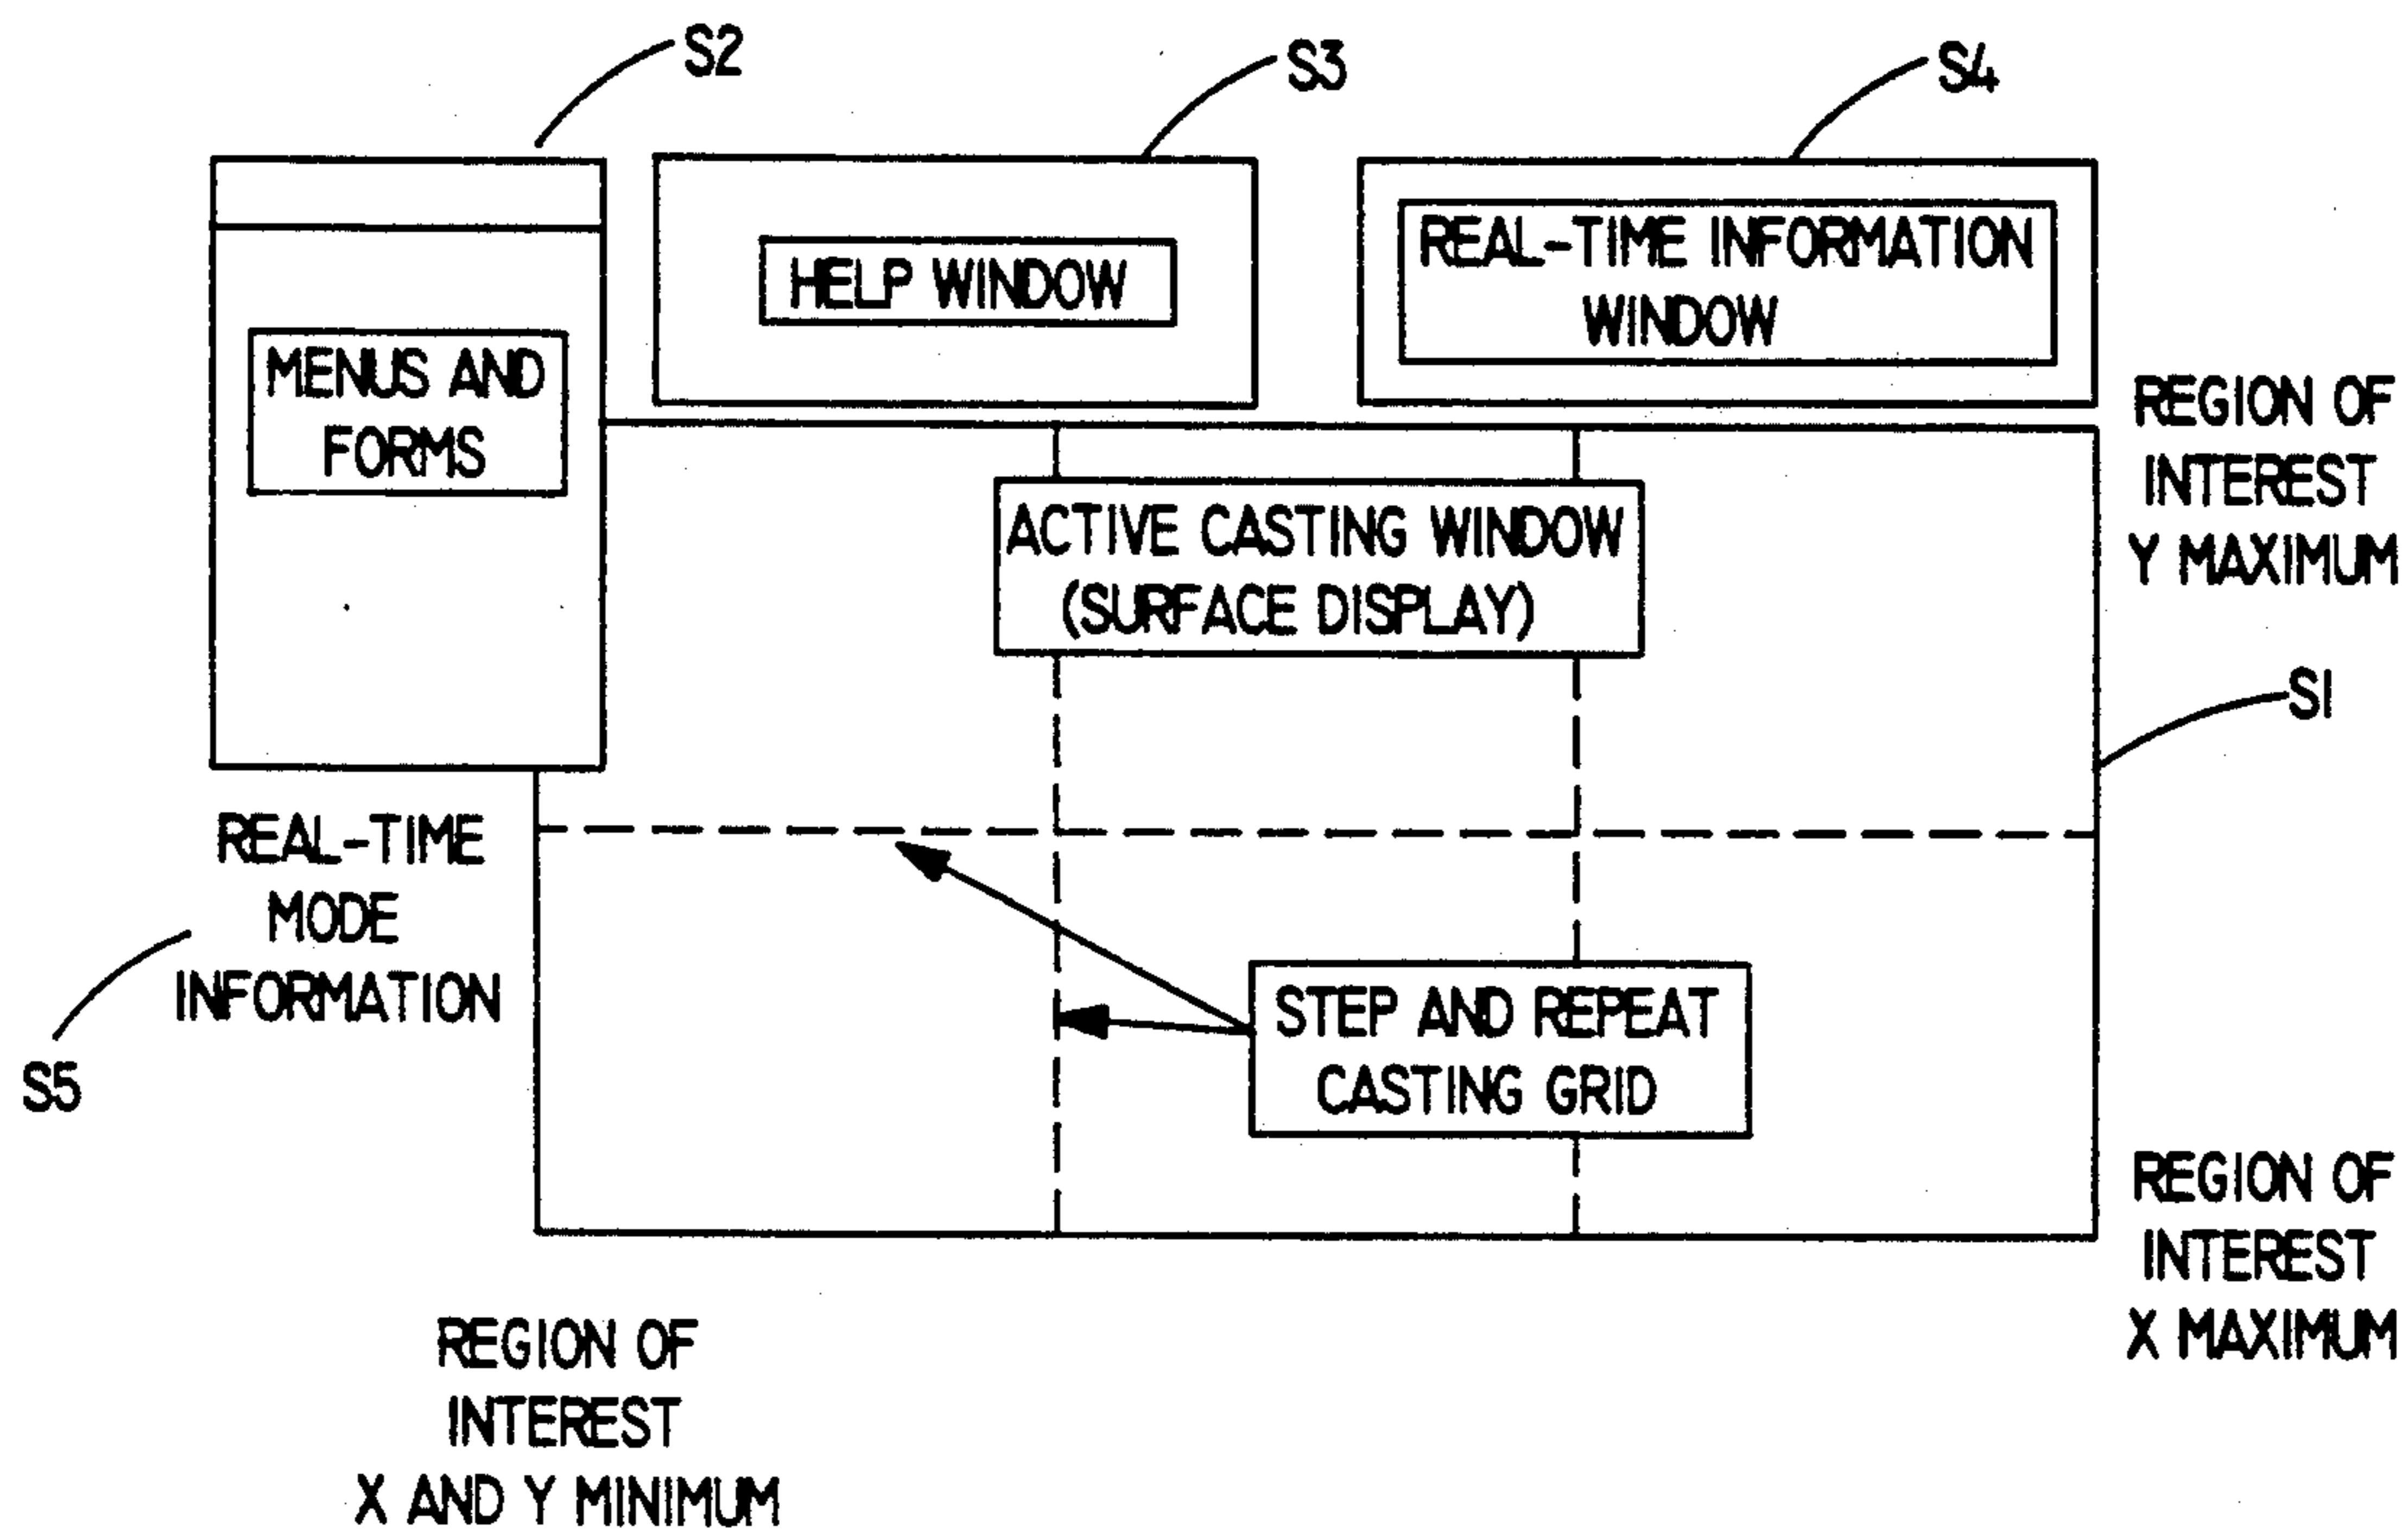 S2
S3
S4
MENUS AND
FORMS
HELP WINDOW
REAL-TIME INFORMATION
WINDOW
REGION OF
INTEREST
Y MAXIMUM
ACTIVE CASTING WINDOW
(SURFACE DISPLAY)
S1
REAL-TIME
MODE
INFORMATION
S5
STEP AND REPEAT
CASTING GRID
REGION OF
INTEREST
X MAXIMUM
REGION OF
INTEREST
X AND Y MINIMUM